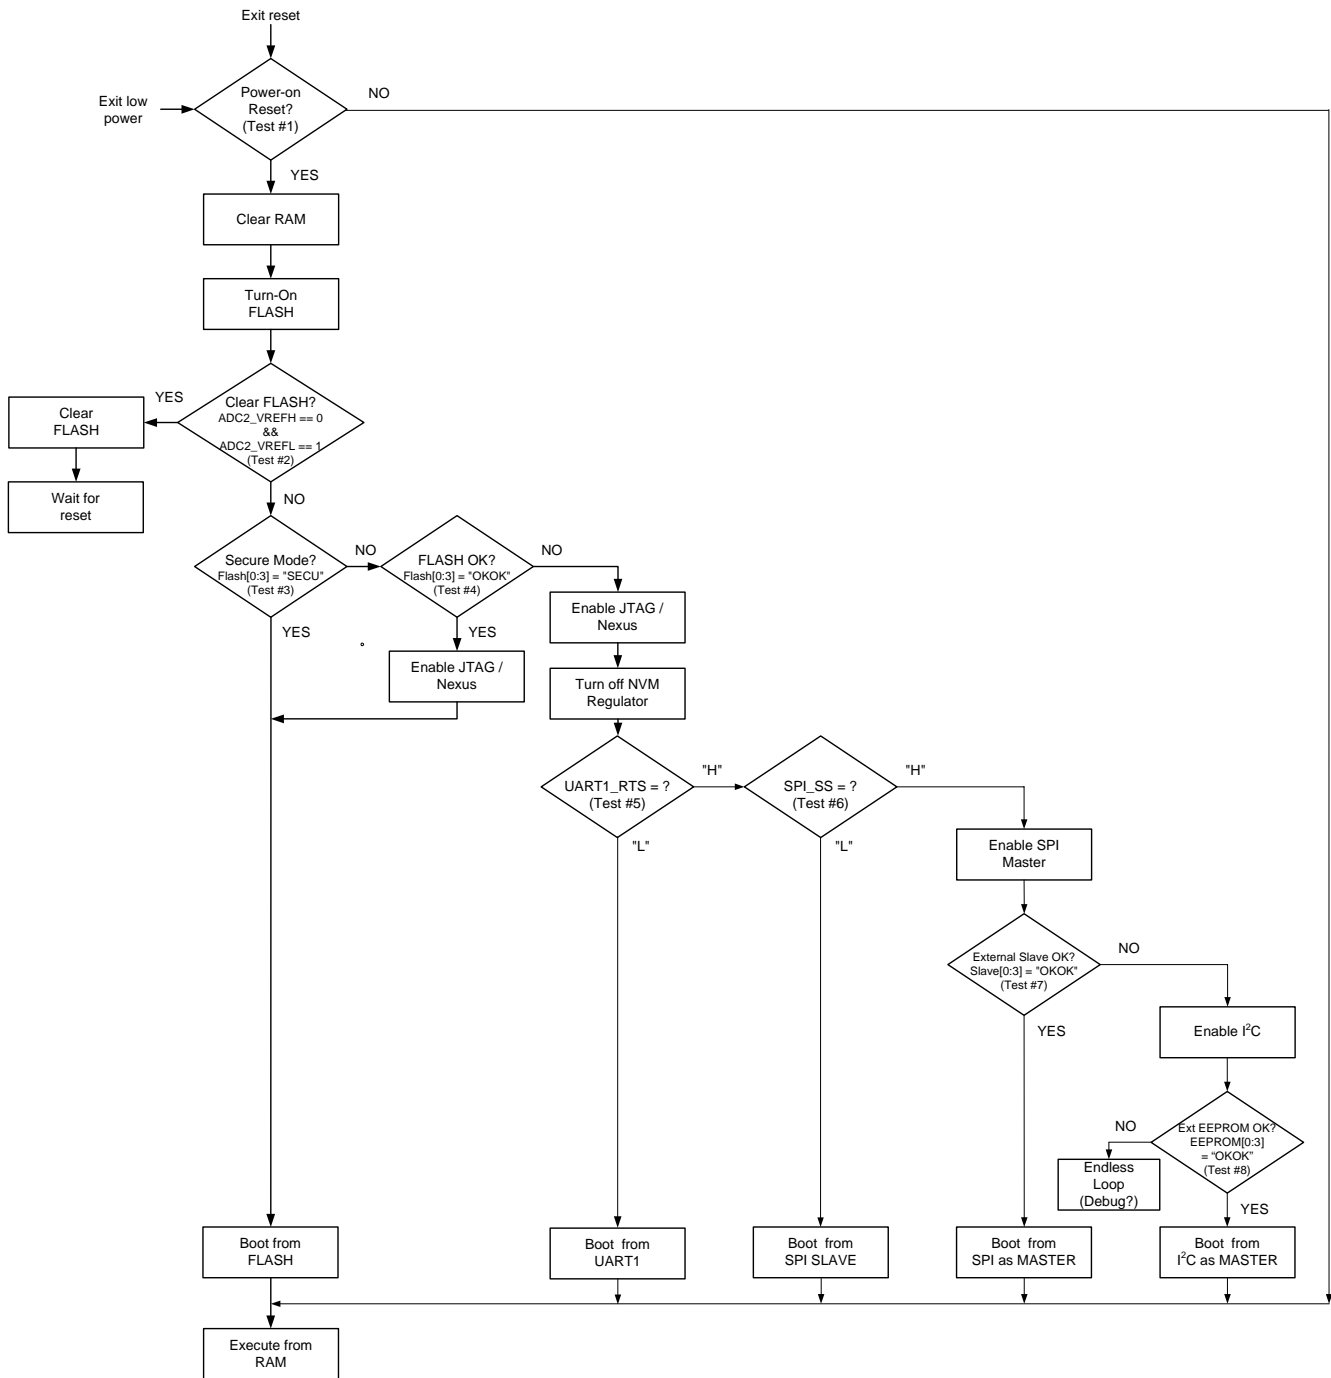 Exit reset
Power-on
Reset?
(Test #1)
NO
Exit low
power
YES
Clear RAM
Turn-On
FLASH
Clear FLASH?
ADC2_VREFH == 0
&&
ADC2_VREFL == 1
(Test #2)
YES
Clear
FLASH
Wait for
reset
NO
Secure Mode?
Flash[0:3] = "SECU"
(Test #3)
NO
FLASH OK?
Flash[0:3] = "OKOK"
(Test #4)
NO
YES
YES
Enable JTAG /
Nexus
Enable JTAG /
Nexus
Turn off NVM
Regulator
UART1_RTS = ?
(Test #5)
"H"
SPI_SS = ?
(Test #6)
"H"
"L"
"L"
Enable SPI
Master
External Slave OK?
Slave[0:3] = "OKOK"
(Test #7)
NO
YES
Enable I²C
Ext EEPROM OK?
EEPROM[0:3]
= “OKOK”
(Test #8)
NO
Endless
Loop
(Debug?)
YES
Boot from
FLASH
Boot from
UART1
Boot from
SPI SLAVE
Boot from
SPI as MASTER
Boot from
I²C as MASTER
Execute from
RAM